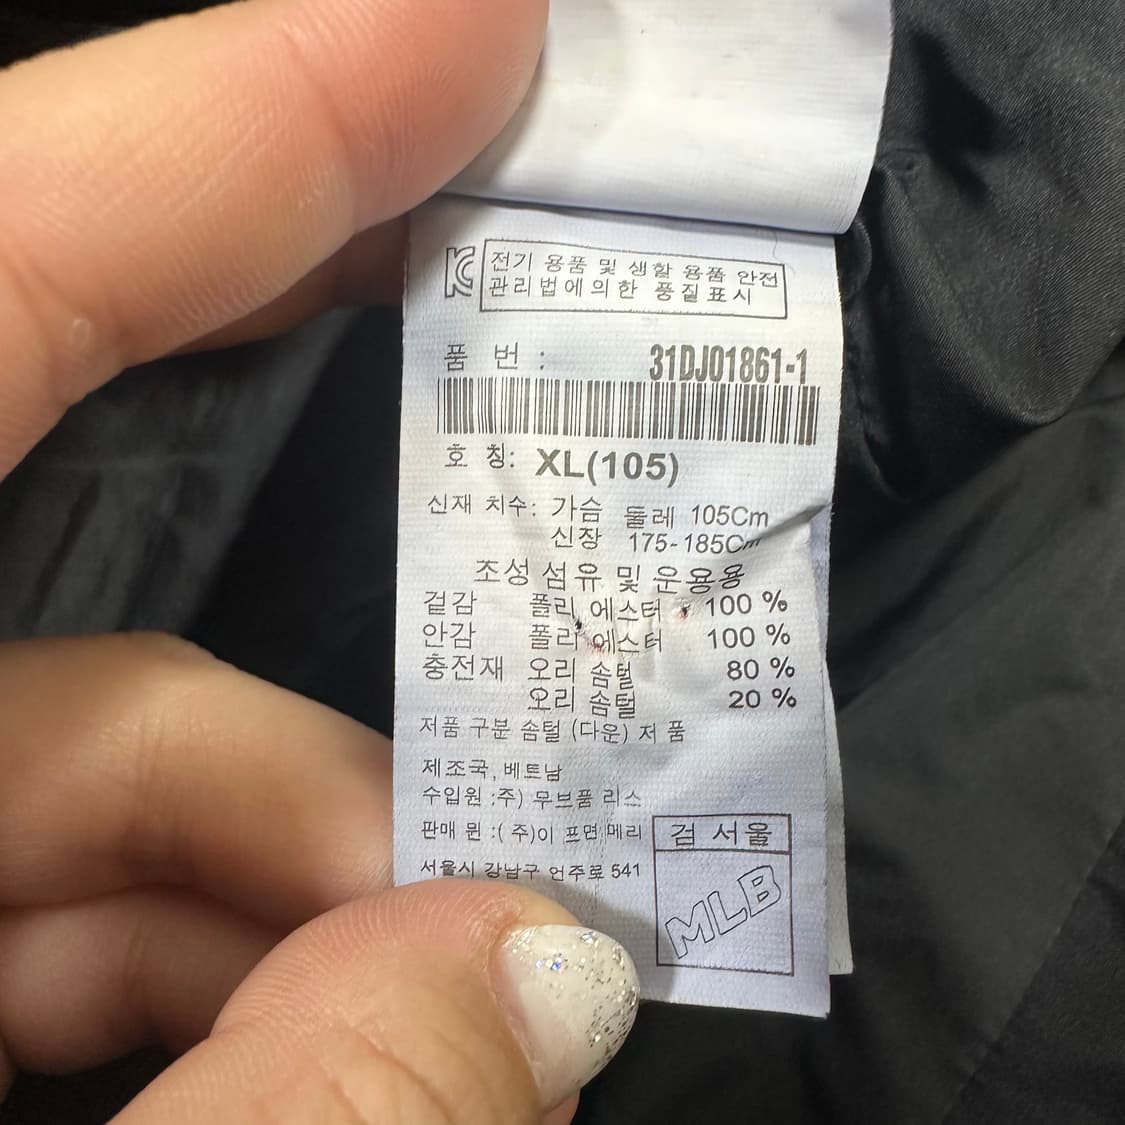 전기 용품 및 생활 용품 안전
관리법에의한 풍질표시
품 번 : 31DJ01861-1
호 칭: XL(105)
신재 치수: 가슴 둘레 105Cm
신장 175-185Cm
조성 섬유 및 운용용
겉감 폴리 에스터 100 %
안감 폴리 에스터 100 %
충전재 오리 솜털 80 %
오리 솜털 20 %
저품 구분 솜털 (다운) 저 품
제조국, 베트남
수입원 :주) 무브품 리스
판매 원 :( 주)이 프면 메리
서울시 강남구 언주로 541
검 서울
MLB